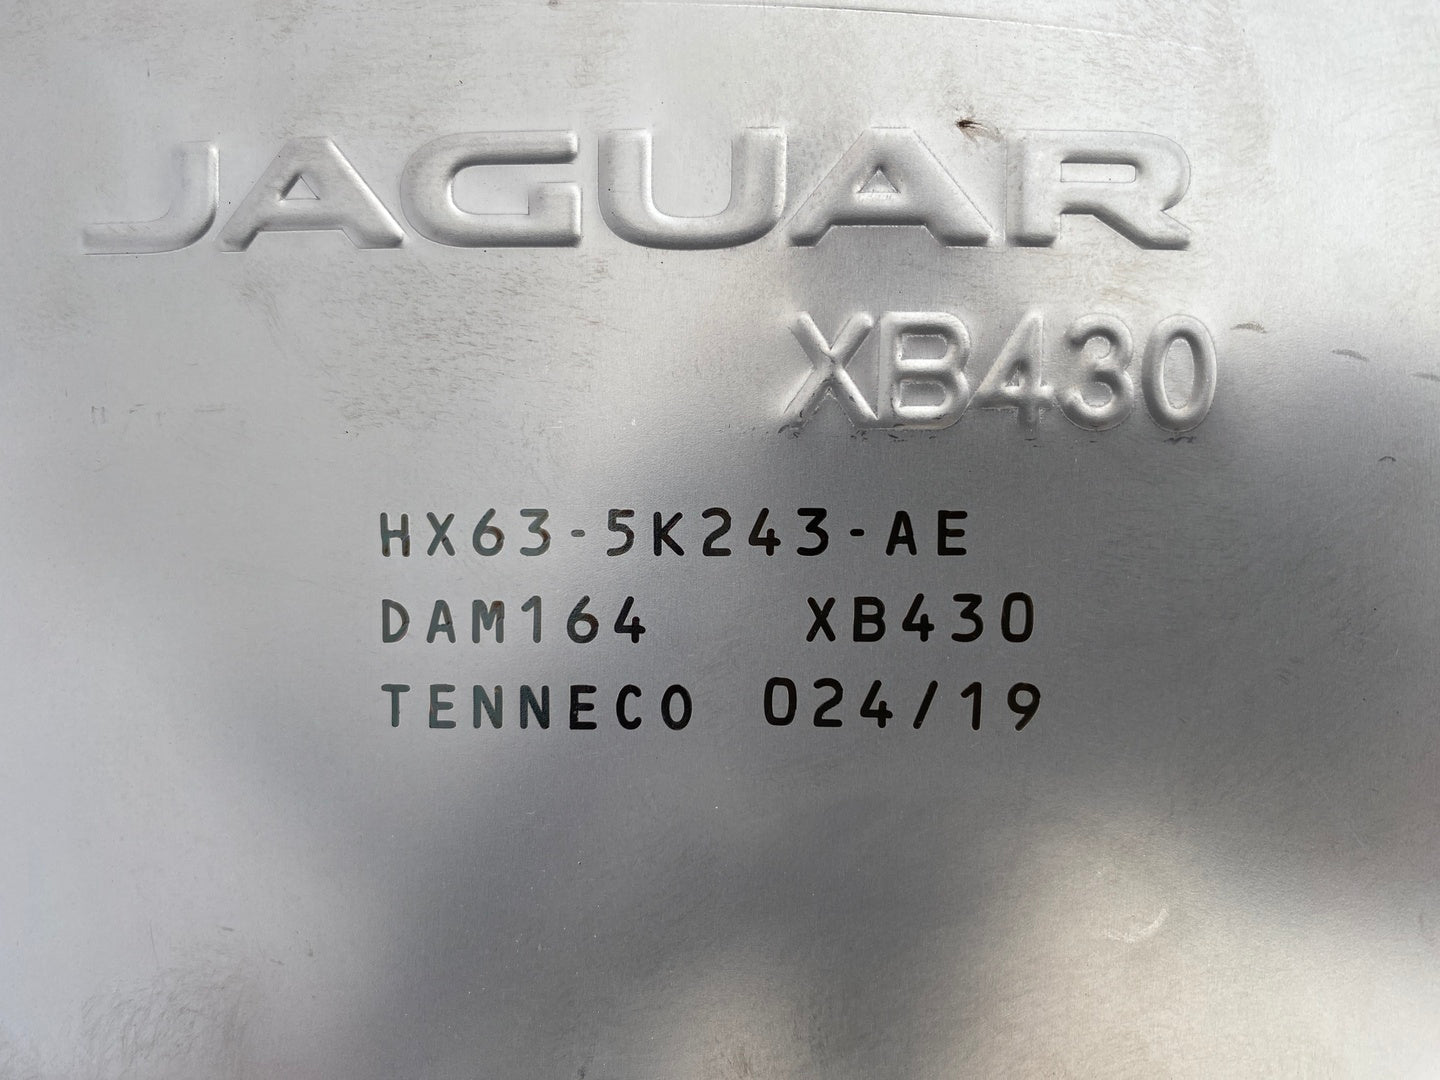 JAGUAR
XB430
HX63-5K243-AE
DAM164 XB430
TENNECO 024/19